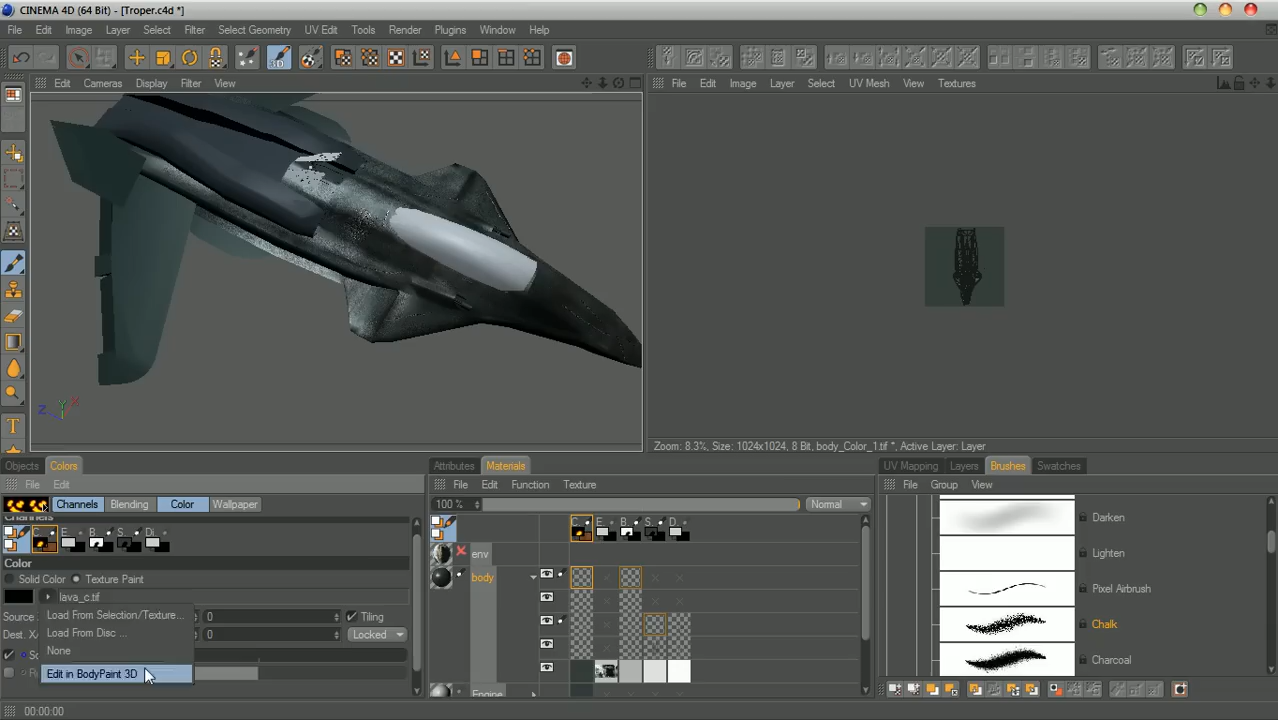 CINEMA 4D (64 Bit) - [Troper.c4d *]
File Edit Image Layer Filter Select Geometry UV Edit Tools Render Plugins Window Help
3D
Edit Cameras Display Filter View
File Edit Image Layer Select UV Mesh View Textures
Z Y X
T
Zoom: 8.3%, Size: 1024x1024, 8 Bit, body_Color_1.tif *, Active Layer: Layer
Objects Colors
Attributes Materials
UV Mapping Layers Brushes Swatches
File Edit
File Edit Function Texture
File Group View
Channels Blending Color Wallpaper
100 % Normal
Darken
Channels
C. E. B. S. Di.
C. E. B. S. D.
Lighten
env
Color
Solid Color Texture Paint
body
Pixel Airbrush
lava_c.tif
Load From Selection/Texture...
Source 0 Tiling
Chalk
Load From Disc ...
Dest. X/ 0 Locked
None
Charcoal
Edit in BodyPaint 3D
Engine
00:00:00